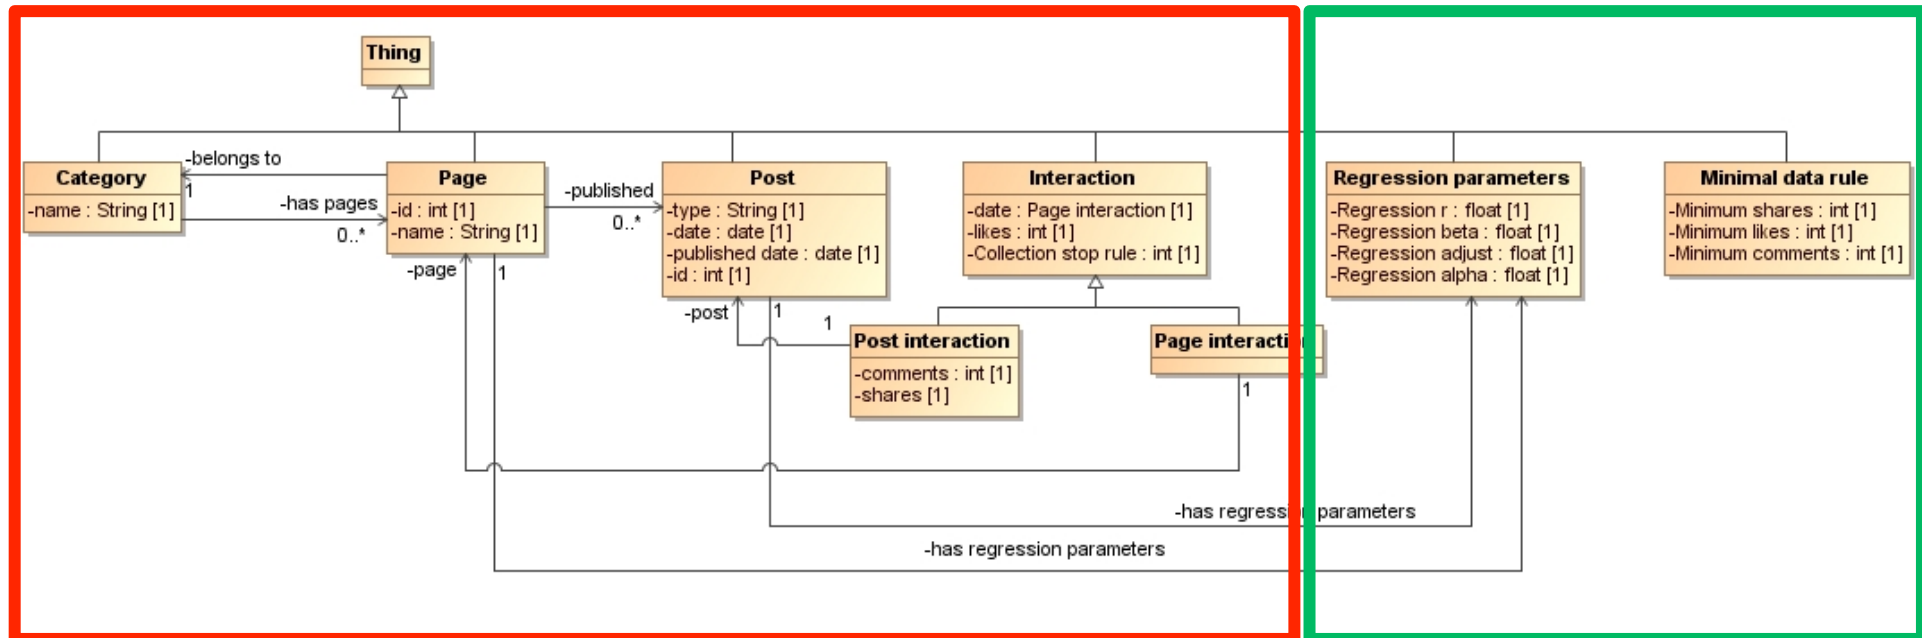 Thing
-belongs to
1
Category
-name : String [1]
-has pages
0..*
Page
-id : int [1]
-name : String [1]
-published
0..*
Post
-type : String [1]
-date : date [1]
-published date : date [1]
-id : int [1]
Interaction
-date : Page interaction [1]
-likes : int [1]
-Collection stop rule : int [1]
Regression parameters
-Regression r : float [1]
-Regression beta : float [1]
-Regression adjust : float [1]
-Regression alpha : float [1]
Minimal data rule
-Minimum shares : int [1]
-Minimum likes : int [1]
-Minimum comments : int [1]
-page
1
-post
1
1
Post interaction
-comments : int [1]
-shares [1]
Page interaction
1
-has regression parameters
-has regression parameters